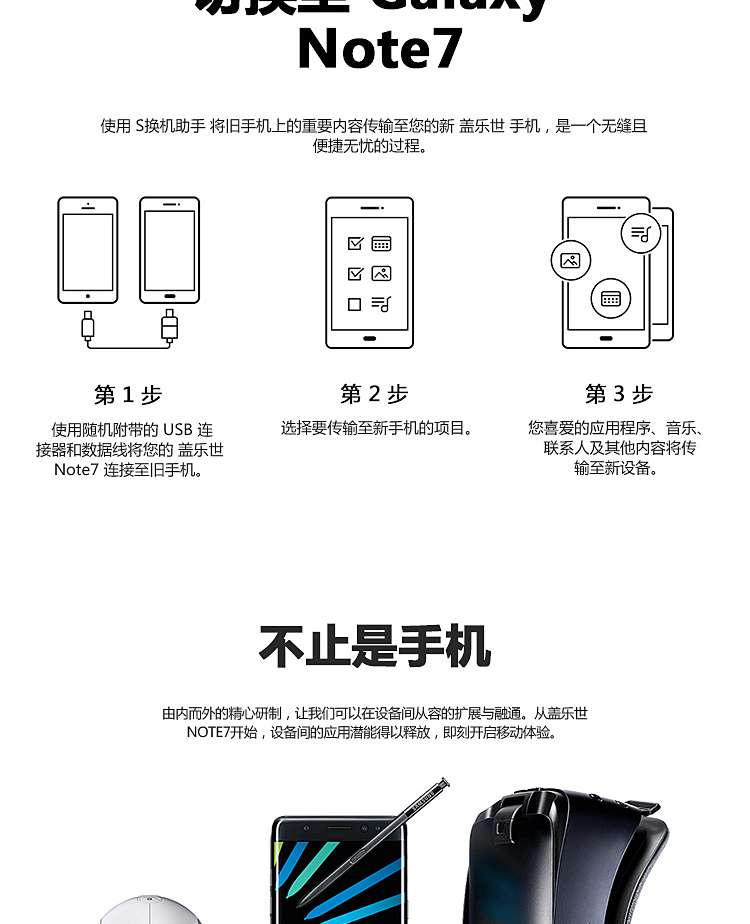 切换至 Galaxy
Note7
使用 S换机助手 将旧手机上的重要内容传输至您的新 盖乐世 手机，是一个无缝且
便捷无忧的过程。
第 1 步
使用随机附带的 USB 连
接器和数据线将您的 盖乐世
Note7 连接至旧手机。
第 2 步
选择要传输至新手机的项目。
第 3 步
您喜爱的应用程序、音乐、
联系人及其他内容将传
输至新设备。
不止是手机
由内而外的精心研制，让我们可以在设备间从容的扩展与融通。从盖乐世
NOTE7开始，设备间的应用潜能得以释放，即刻开启移动体验。